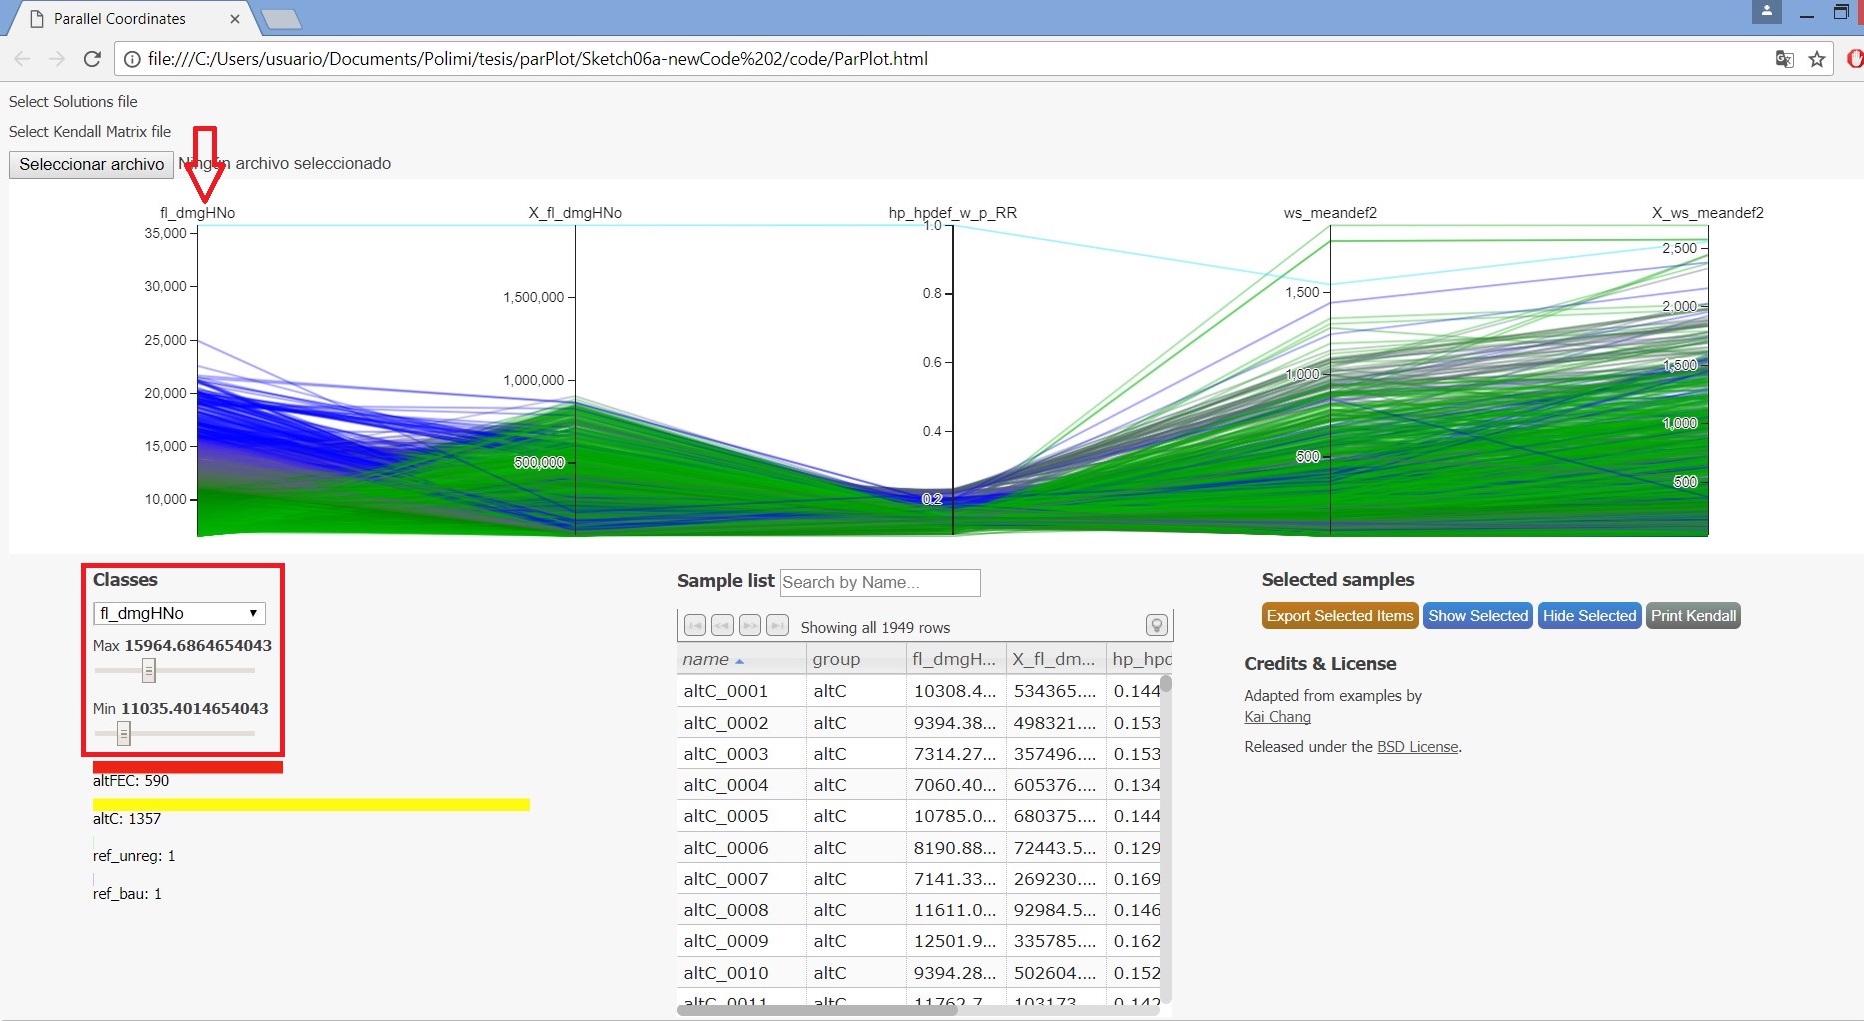 Parallel Coordinates
file:///C:/Users/usuario/Documents/Polimi/tesis/parPlot/Sketch06a-newCode%202/code/ParPlot.html
Select Solutions file
Select Kendall Matrix file
Seleccionar archivo Ningún archivo seleccionado
fl_dmgHNo X_fl_dmgHNo hp_hpdef_w_p_RR ws_meandef2 X_ws_meandef2
35,000
30,000
25,000
20,000
15,000
10,000
1,500,000
1,000,000
500,000
1.0
0.8
0.6
0.4
0.2
1,500
1,000
500
2,500
2,000
1,500
1,000
500
Classes
fl_dmgHNo
Max 15964.6864654043
Min 11035.4014654043
altFEC: 590
altC: 1357
ref_unreg: 1
ref_bau: 1
Sample list Search by Name...
Showing all 1949 rows
name group fl_dmgH... X_fl_dm... hp_hpd
altC_0001 altC 10308.4... 534365.... 0.144
altC_0002 altC 9394.38... 498321.... 0.153
altC_0003 altC 7314.27... 357496.... 0.153
altC_0004 altC 7060.40... 605376.... 0.134
altC_0005 altC 10785.0... 680375.... 0.144
altC_0006 altC 8190.88... 72443.5... 0.129
altC_0007 altC 7141.33... 269230.... 0.169
altC_0008 altC 11611.0... 92984.5... 0.146
altC_0009 altC 12501.9... 335785.... 0.162
altC_0010 altC 9394.28... 502604.... 0.152
altC_0011 altC 11762.7... 103173.... 0.142
Selected samples
Export Selected Items Show Selected Hide Selected Print Kendall
Credits & License
Adapted from examples by
Kai Chang
Released under the BSD License.